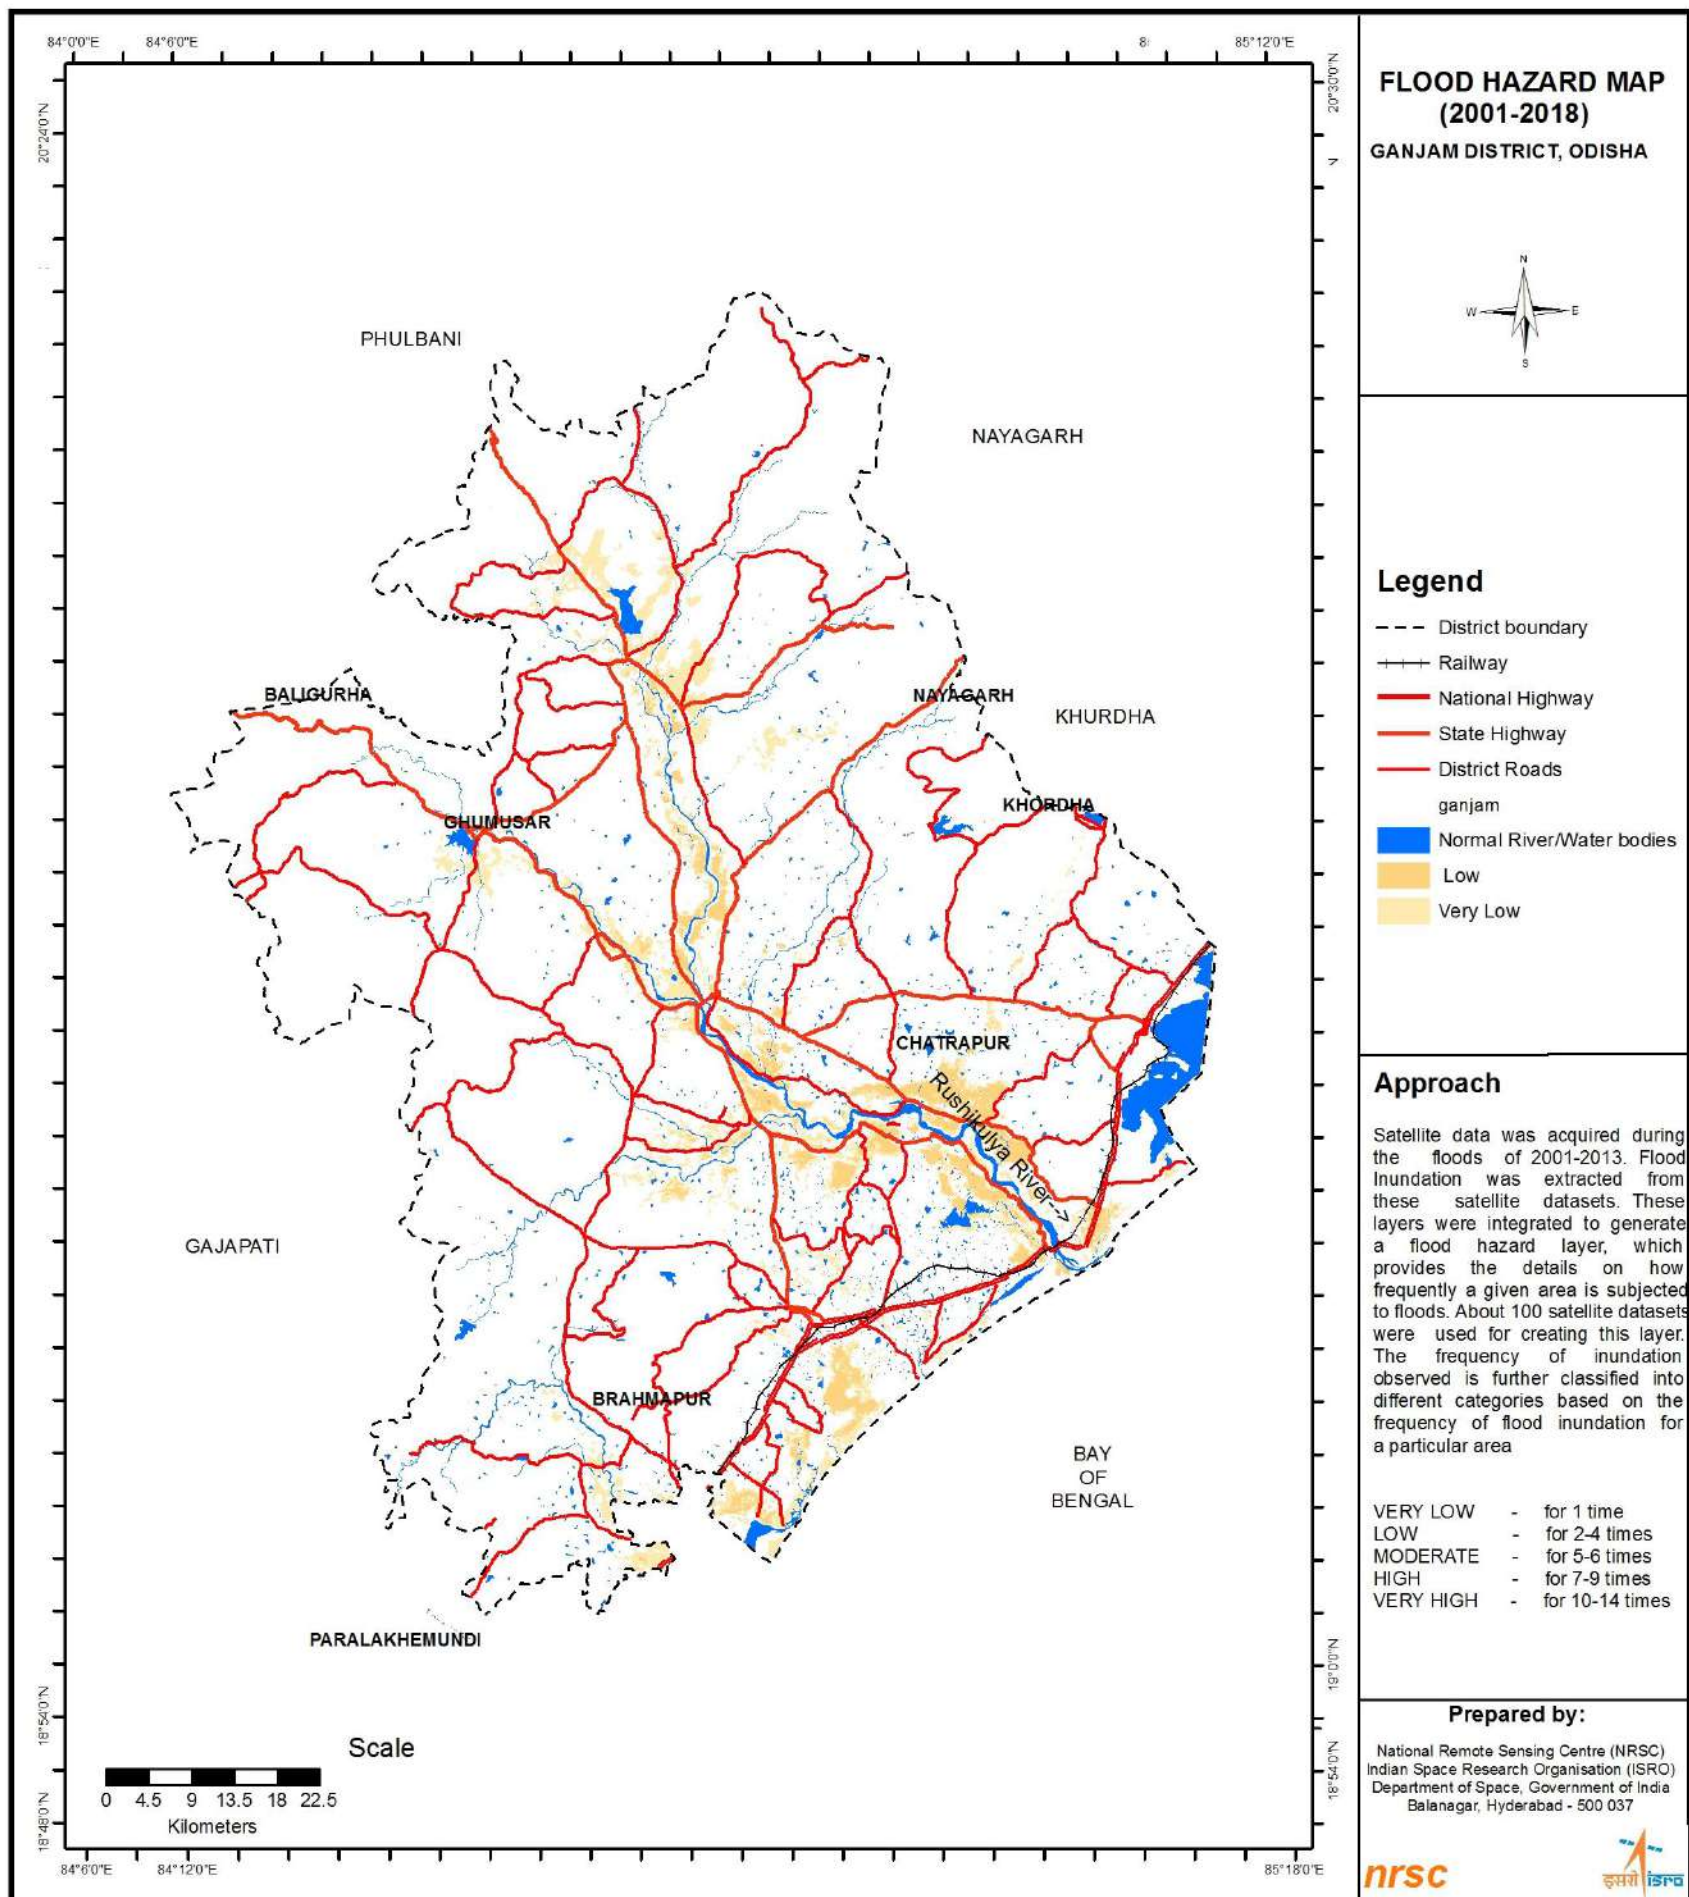 84°0'0"E
84°6'0"E
8
85°12'0"E
20°24'0"N
20°30'0"N
N
PHULBANI
NAYAGARH
BALIGURHA
NAYAGARH
KHURDHA
KHORDHA
GHUMUSAR
CHATRAPUR
Rushikulya River -->
GAJAPATI
BRAHMAPUR
BAY
OF
BENGAL
PARALAKHEMUNDI
Scale
0 4.5 9 13.5 18 22.5
Kilometers
18°54'0"N
18°48'0"N
19°0'0"N
18°54'0"N
84°6'0"E
84°12'0"E
85°18'0"E
FLOOD HAZARD MAP
(2001-2018)
GANJAM DISTRICT, ODISHA
N
W E
S
Legend
District boundary
Railway
National Highway
State Highway
District Roads
ganjam
Normal River/Water bodies
Low
Very Low
Approach
Satellite data was acquired during
the floods of 2001-2013. Flood
Inundation was extracted from
these satellite datasets. These
layers were integrated to generate
a flood hazard layer, which
provides the details on how
frequently a given area is subjected
to floods. About 100 satellite datasets
were used for creating this layer.
The frequency of inundation
observed is further classified into
different categories based on the
frequency of flood inundation for
a particular area
VERY LOW - for 1 time
LOW - for 2-4 times
MODERATE - for 5-6 times
HIGH - for 7-9 times
VERY HIGH - for 10-14 times
Prepared by:
National Remote Sensing Centre (NRSC)
Indian Space Research Organisation (ISRO)
Department of Space, Government of India
Balanagar, Hyderabad - 500 037
nrsc
इसरो isro